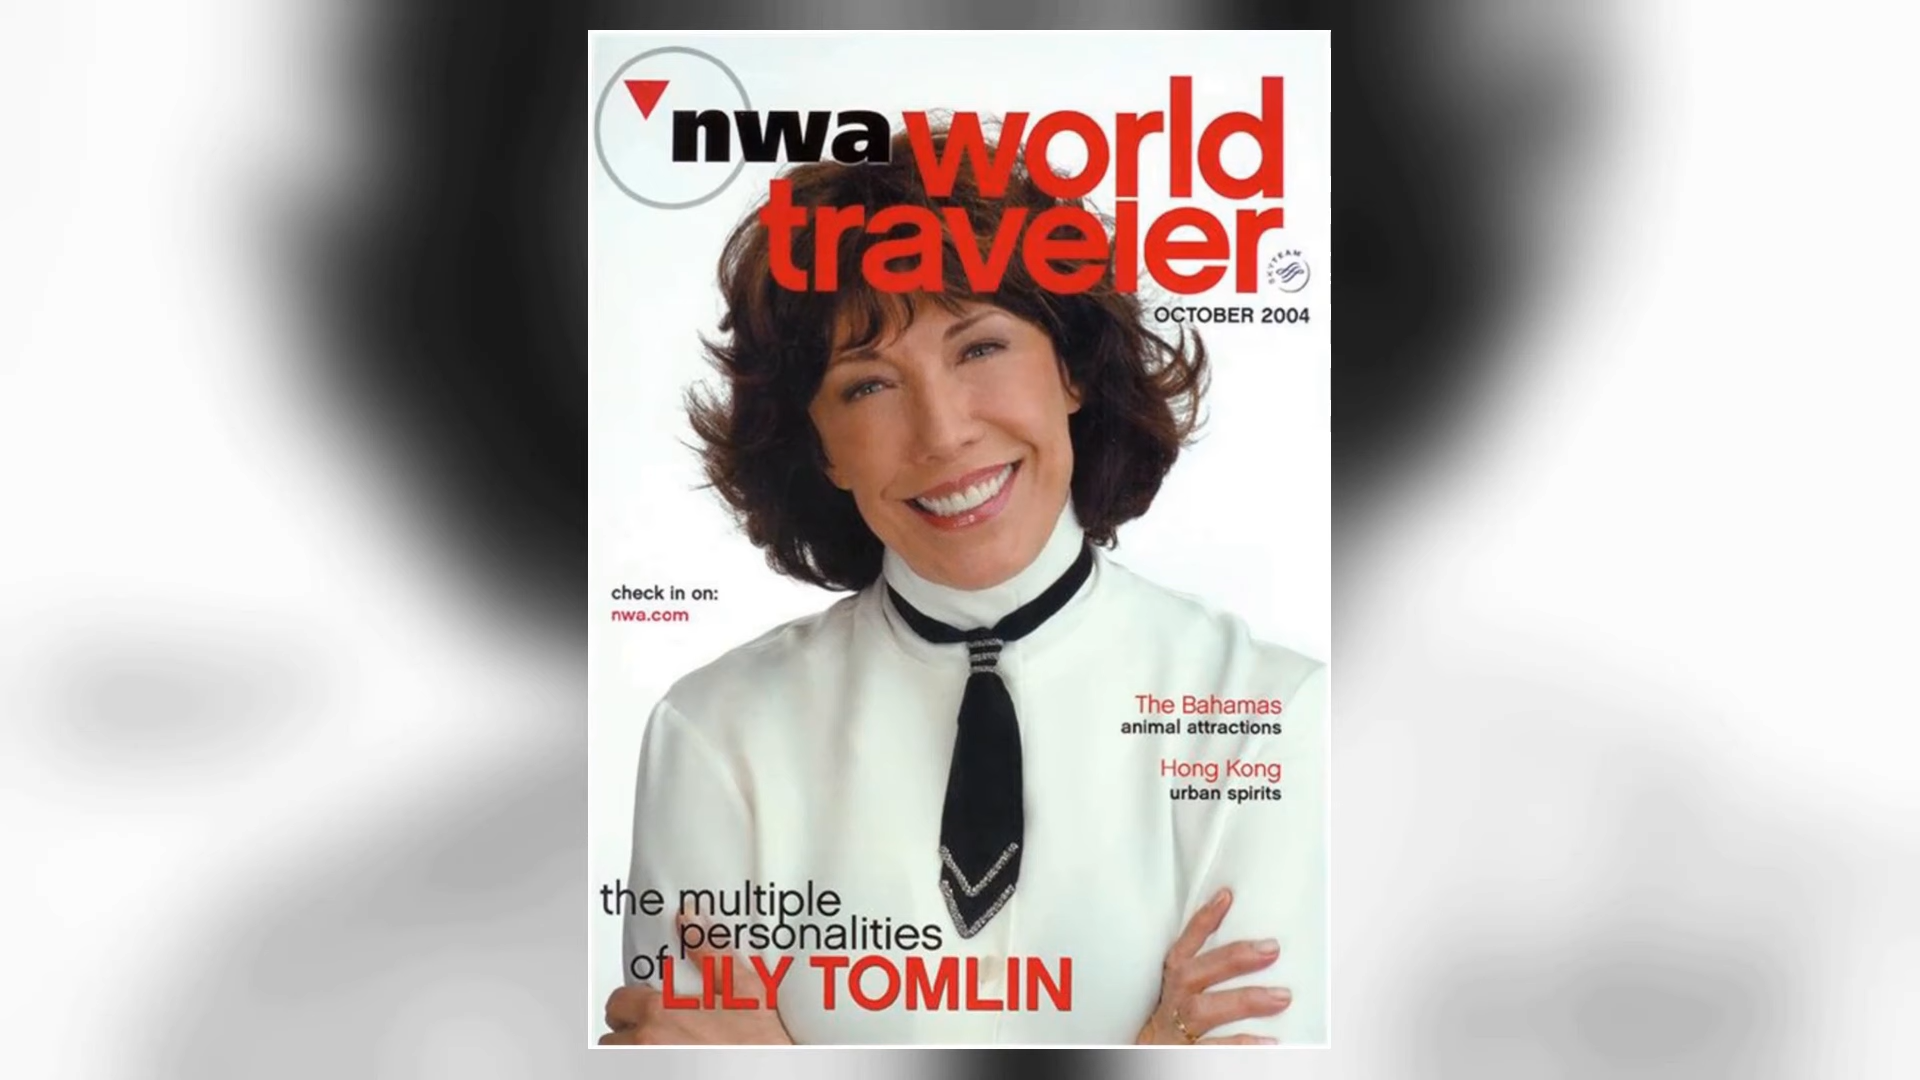 nwa world
traveler
SKYTEAM
OCTOBER 2004
check in on:
nwa.com
The Bahamas
animal attractions
Hong Kong
urban spirits
the multiple
personalities
of LILY TOMLIN